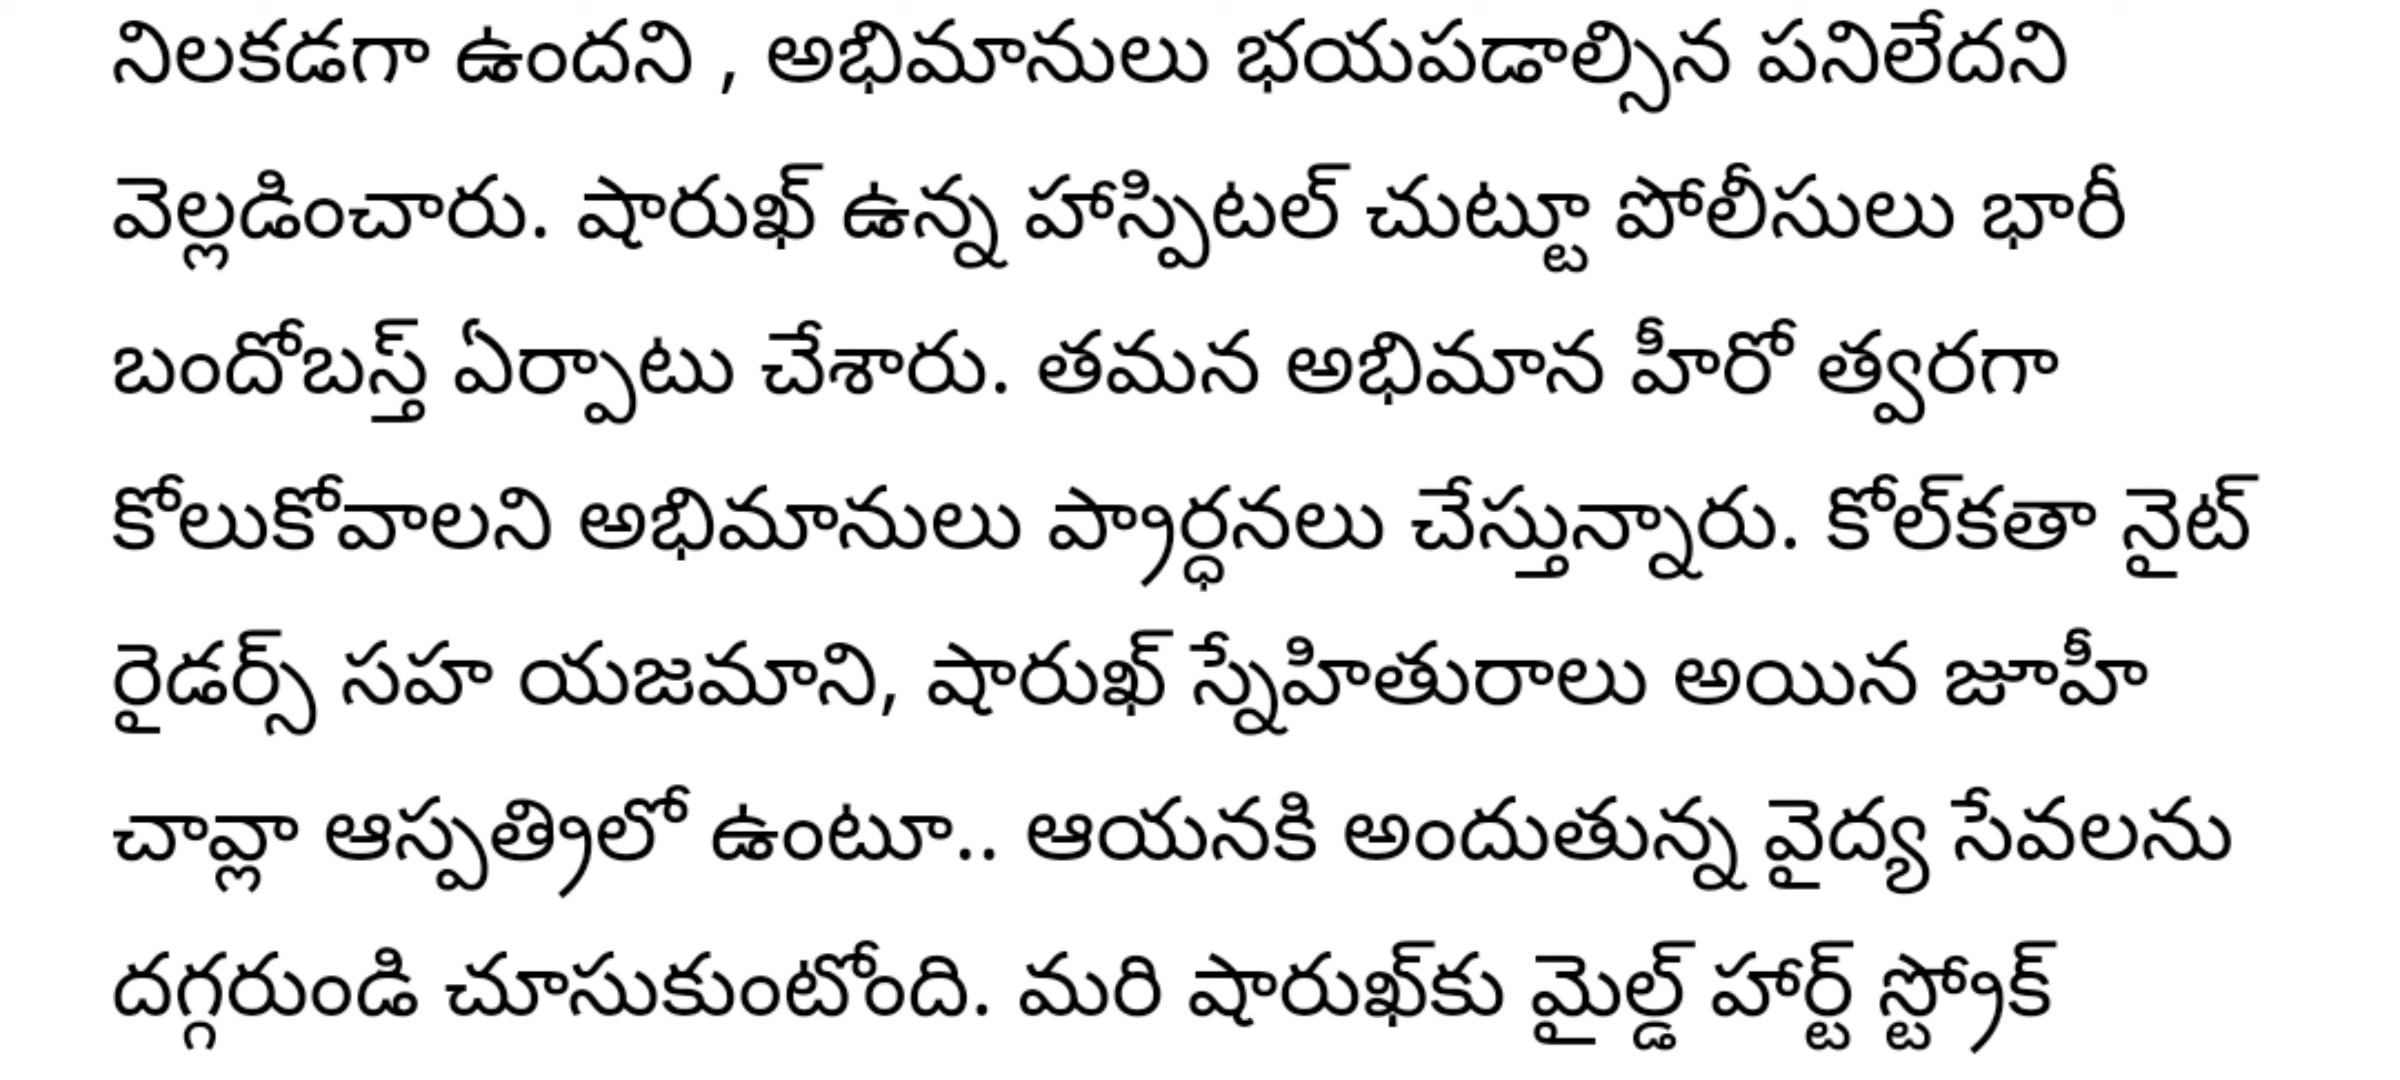 నిలకడగా ఉందని , అభిమానులు భయపడాల్సిన పనిలేదని
వెల్లడించారు. షారుఖ్ ఉన్న హాస్పిటల్ చుట్టూ పోలీసులు భారీ
బందోబస్త్ ఏర్పాటు చేశారు. తమన అభిమాన హీరో త్వరగా
కోలుకోవాలని అభిమానులు ప్రార్ధనలు చేస్తున్నారు. కోల్‌కతా నైట్
రైడర్స్ సహ యజమాని, షారుఖ్ స్నేహితురాలు అయిన జూహీ
చావ్లా ఆస్పత్రిలో ఉంటూ.. ఆయనకి అందుతున్న వైద్య సేవలను
దగ్గరుండి చూసుకుంటోంది. మరి షారుఖ్‌కు మైల్డ్ హార్ట్ స్ట్రోక్